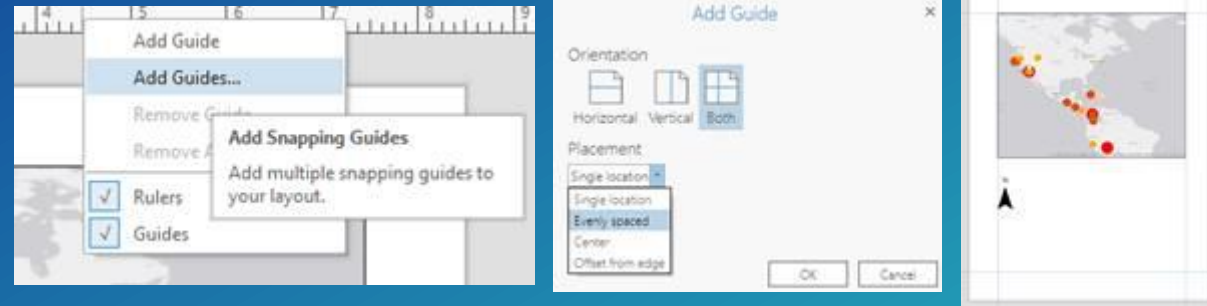 4 5 6 7 8 9
Add Guide
Add Guides...
Remove Guide
Remove A
Add Snapping Guides
Add multiple snapping guides to
your layout.
Rulers
Guides
Add Guide ×
Orientation
Horizontal Vertical Both
Placement
Single location
Single location
Evenly spaced
Center
Offset from edge
OK Cancel